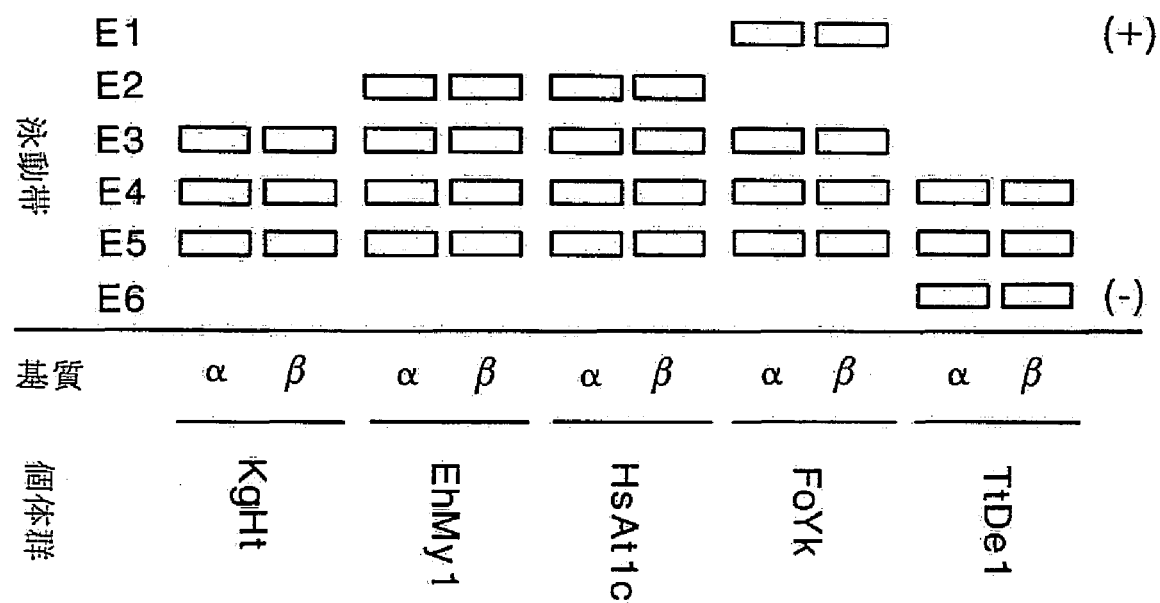 E1 (+)
E2
E3
E4
E5
E6 (-)
泳動帯
基質 α β α β α β α β α β
個体群 KgHt EhMy1 HsAt1c FoYk TtDe1